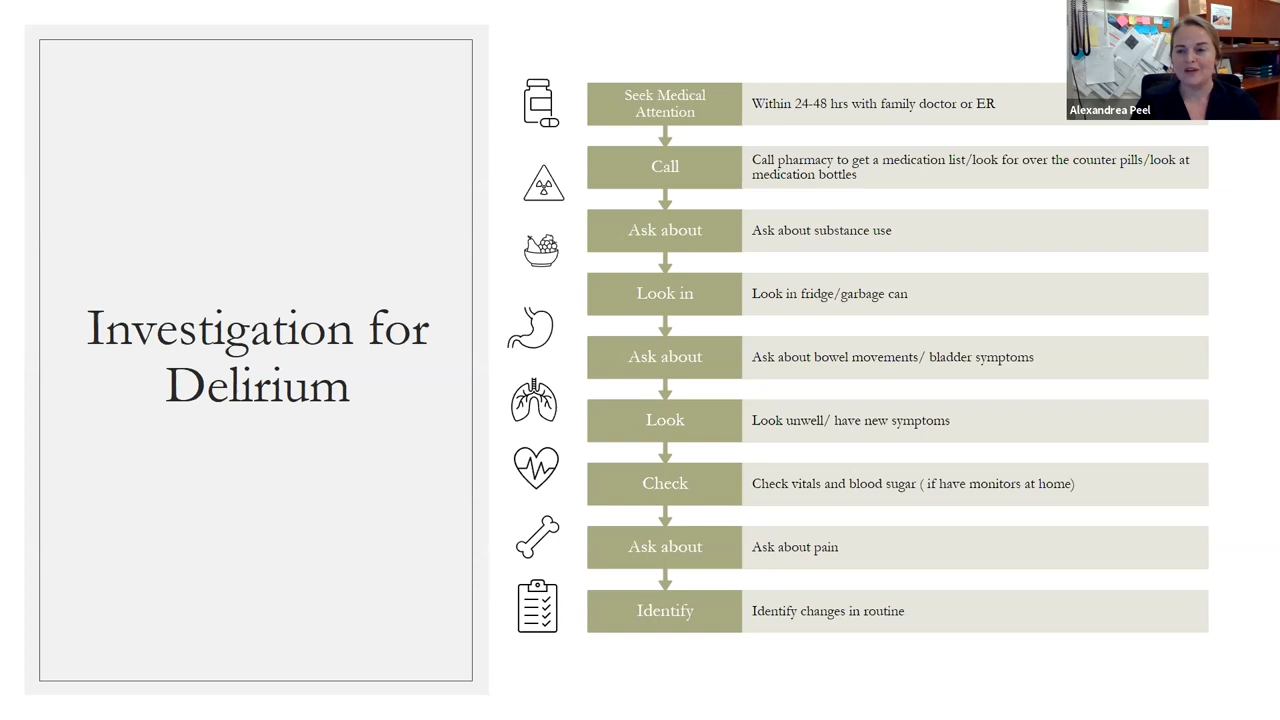 Alexandrea Peel
Investigation for
Delirium
Seek Medical
Attention
Within 24-48 hrs with family doctor or ER
Call
Call pharmacy to get a medication list/look for over the counter pills/look at
medication bottles
Ask about
Ask about substance use
Look in
Look in fridge/garbage can
Ask about
Ask about bowel movements/ bladder symptoms
Look
Look unwell/ have new symptoms
Check
Check vitals and blood sugar ( if have monitors at home)
Ask about
Ask about pain
Identify
Identify changes in routine